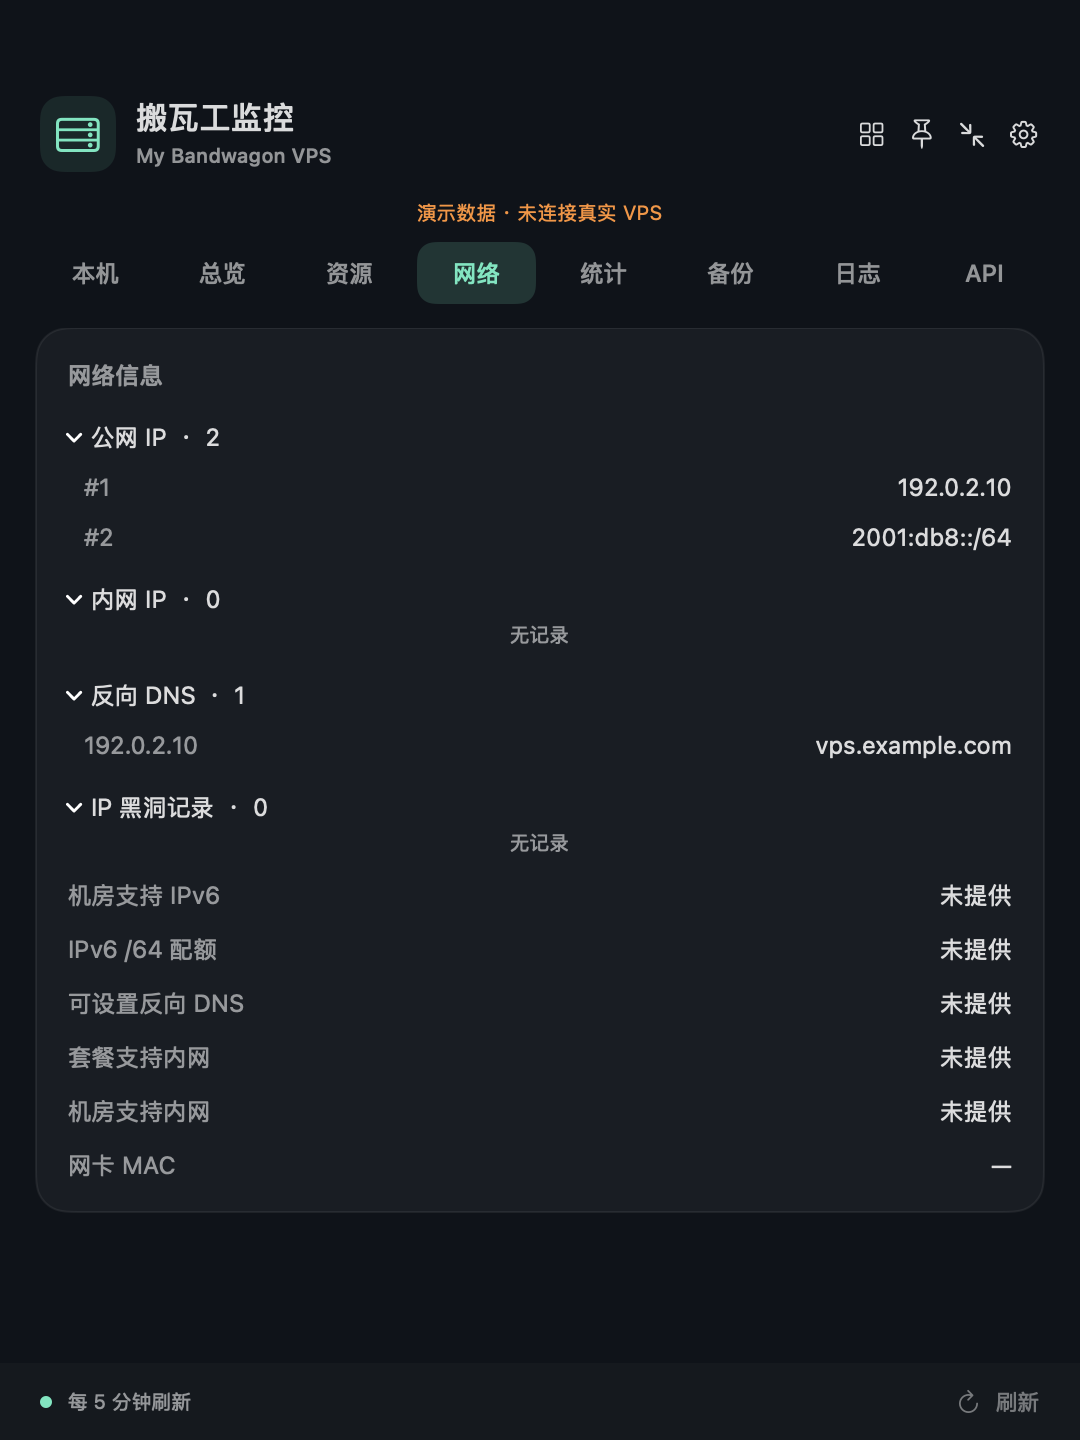 搬瓦工监控
My Bandwagon VPS
演示数据 · 未连接真实 VPS
本机 总览 资源 网络 统计 备份 日志 API
网络信息
公网 IP · 2
#1 192.0.2.10
#2 2001:db8::/64
内网 IP · 0
无记录
反向 DNS · 1
192.0.2.10 vps.example.com
IP 黑洞记录 · 0
无记录
机房支持 IPv6 未提供
IPv6 /64 配额 未提供
可设置反向 DNS 未提供
套餐支持内网 未提供
机房支持内网 未提供
网卡 MAC —
每 5 分钟刷新 刷新